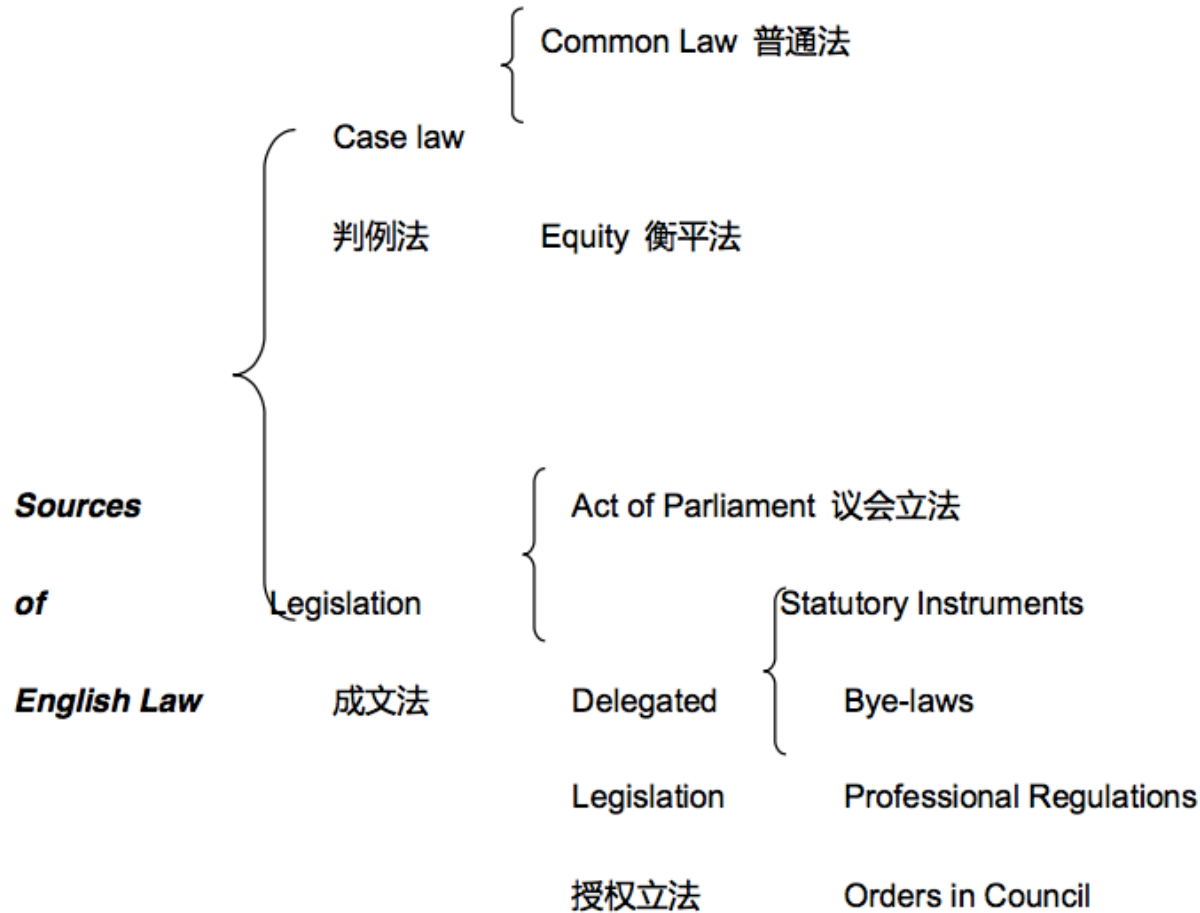 Common Law 普通法
Case law
判例法 Equity 衡平法
Sources Act of Parliament 议会立法
of Legislation Statutory Instruments
English Law 成文法 Delegated Bye-laws
Legislation Professional Regulations
授权立法 Orders in Council